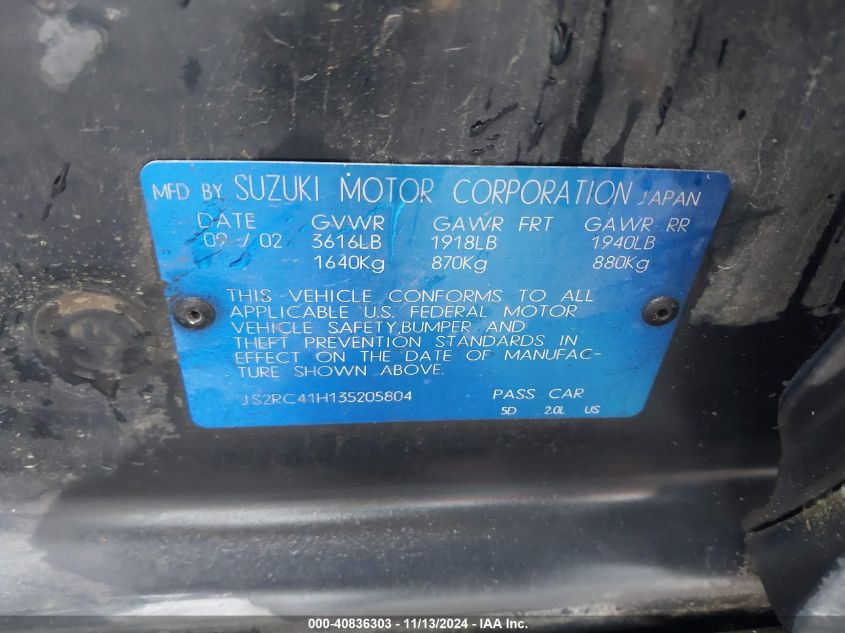 MFD BY SUZUKI MOTOR CORPORATION JAPAN
DATE GVWR GAWR FRT GAWR RR
09 / 02 3616LB 1918LB 1940LB
1640Kg 870Kg 880Kg
THIS VEHICLE CONFORMS TO ALL
APPLICABLE U.S. FEDERAL MOTOR
VEHICLE SAFETY,BUMPER AND
THEFT PREVENTION STANDARDS IN
EFFECT ON THE DATE OF MANUFAC-
TURE SHOWN ABOVE.
JS2RC41H135205804 PASS CAR
5D 2.0L US
000-40836303 - 11/13/2024 - IAA Inc.